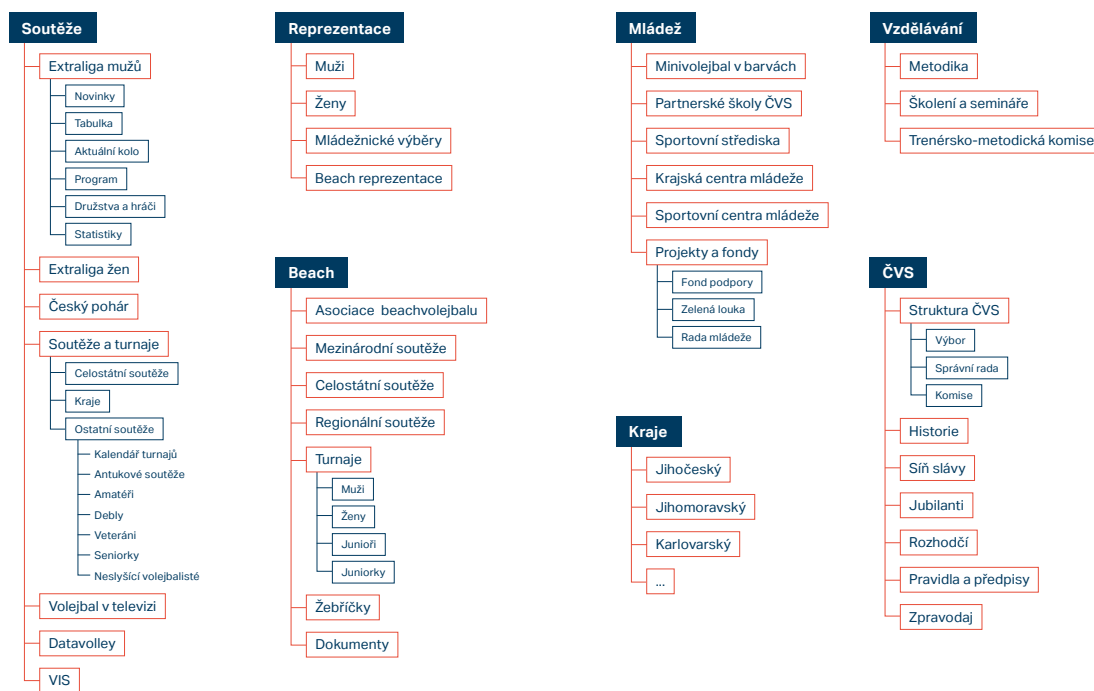 Soutěže
Extraliga mužů
Novinky
Tabulka
Aktuální kolo
Program
Družstva a hráči
Statistiky
Extraliga žen
Český pohár
Soutěže a turnaje
Celostátní soutěže
Kraje
Ostatní soutěže
Kalendář turnajů
Antukové soutěže
Amatéři
Debly
Veteráni
Seniorky
Neslyšící volejbalisté
Volejbal v televizi
Datavolley
VIS
Reprezentace
Muži
Ženy
Mládežnické výběry
Beach reprezentace
Beach
Asociace beachvolejbalu
Mezinárodní soutěže
Celostátní soutěže
Regionální soutěže
Turnaje
Muži
Ženy
Junioři
Juniorky
Žebříčky
Dokumenty
Mládež
Minivolejbal v barvách
Partnerské školy ČVS
Sportovní střediska
Krajská centra mládeže
Sportovní centra mládeže
Projekty a fondy
Fond podpory
Zelená louka
Rada mládeže
Kraje
Jihočeský
Jihomoravský
Karlovarský
...
Vzdělávání
Metodika
Školení a semináře
Trenérsko-metodická komise
ČVS
Struktura ČVS
Výbor
Správní rada
Komise
Historie
Síň slávy
Jubilanti
Rozhodčí
Pravidla a předpisy
Zpravodaj